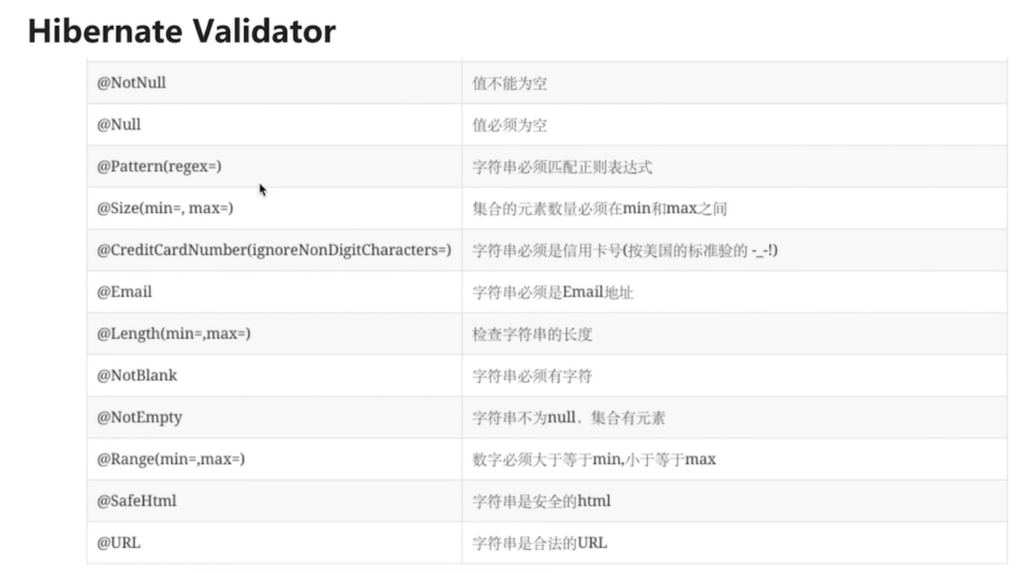 Hibernate Validator
@NotNull 值不能为空
@Null 值必须为空
@Pattern(regex=) 字符串必须匹配正则表达式
@Size(min=, max=) 集合的元素数量必须在min和max之间
@CreditCardNumber(ignoreNonDigitCharacters=) 字符串必须是信用卡号(按美国的标准验的 -_-!)
@Email 字符串必须是Email地址
@Length(min=,max=) 检查字符串的长度
@NotBlank 字符串必须有字符
@NotEmpty 字符串不为null，集合有元素
@Range(min=,max=) 数字必须大于等于min,小于等于max
@SafeHtml 字符串是安全的html
@URL 字符串是合法的URL